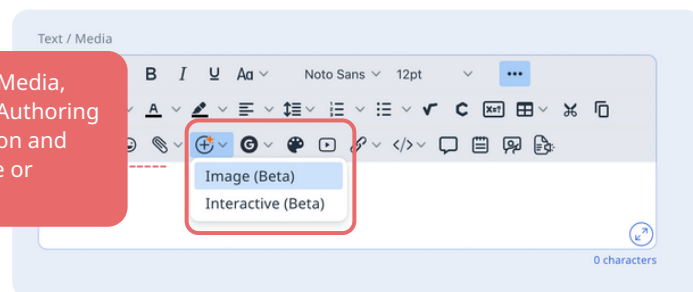 Text / Media
Media,
Authoring
on and
e or
B I U Aa Noto Sans 12pt
A
G
Image (Beta)
Interactive (Beta)
0 characters